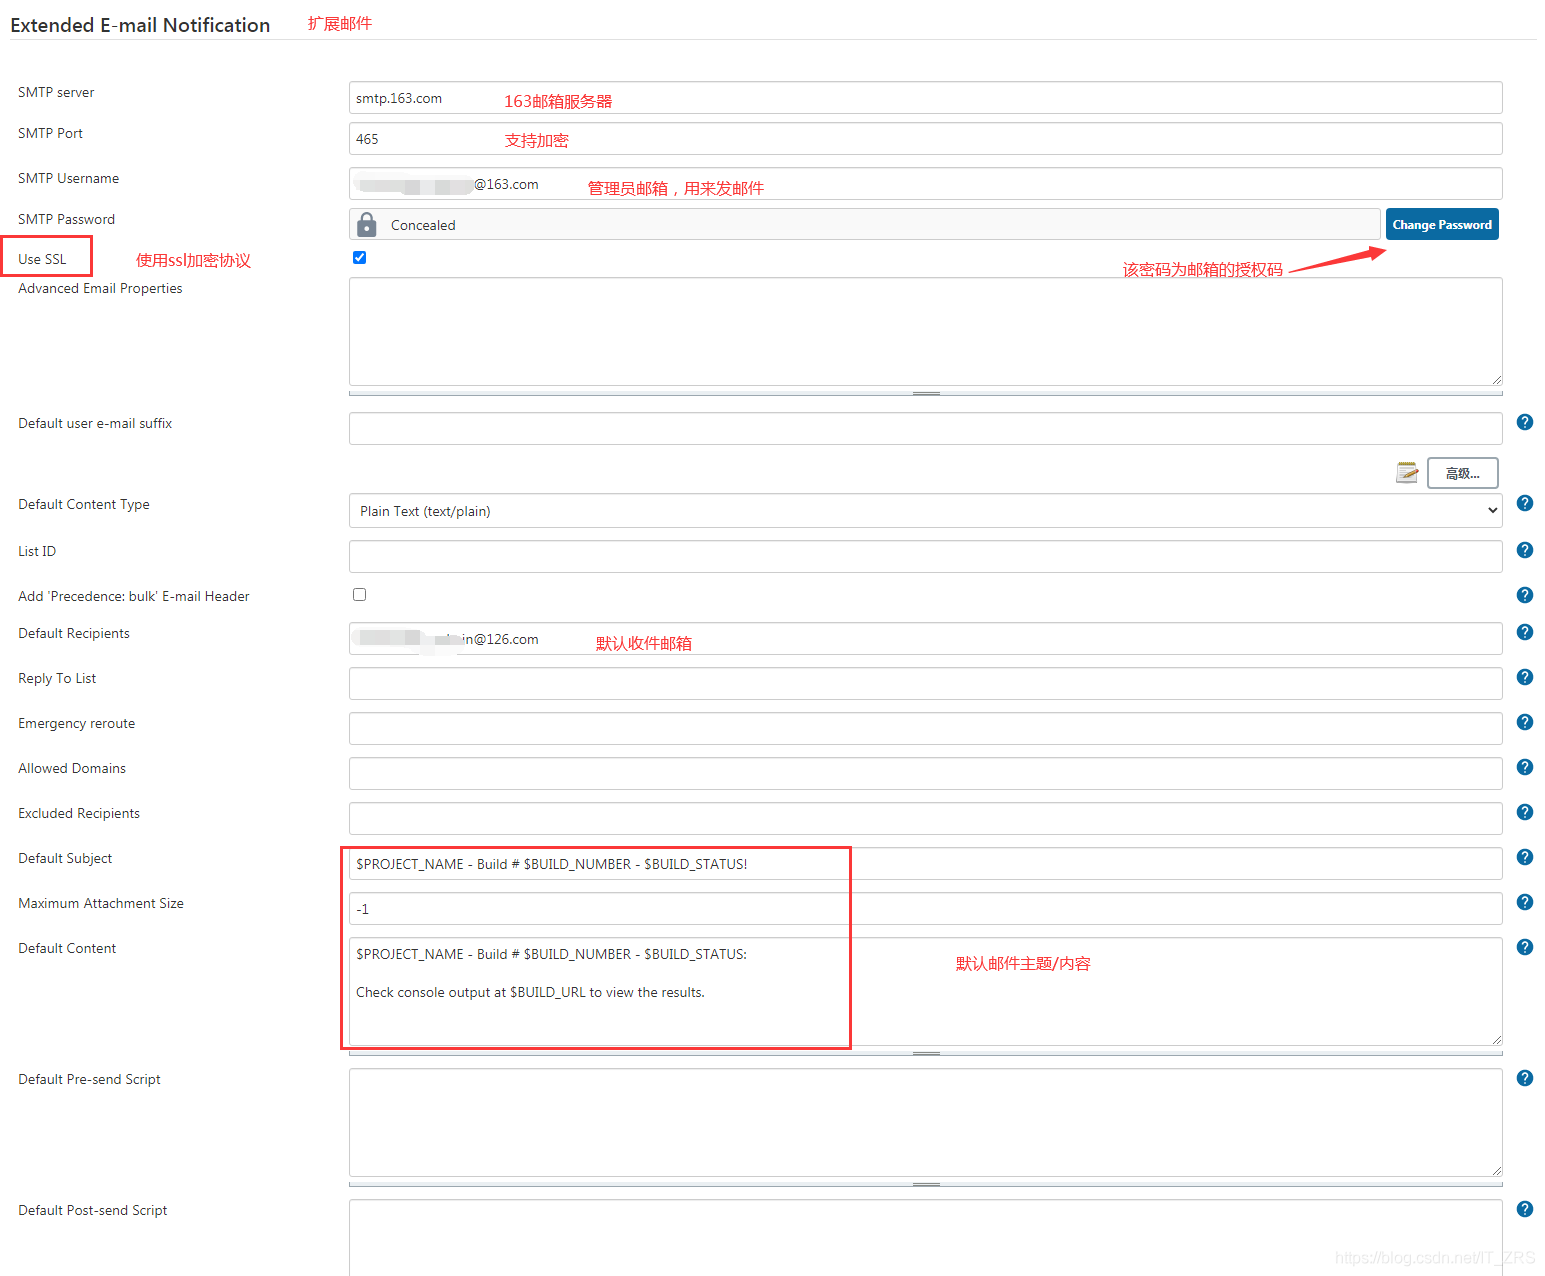 Extended E-mail Notification 扩展邮件
SMTP server smtp.163.com 163邮箱服务器
SMTP Port 465 支持加密
SMTP Username @163.com 管理员邮箱，用来发邮件
SMTP Password Concealed Change Password
Use SSL 使用ssl加密协议
该密码为邮箱的授权码
Advanced Email Properties
Default user e-mail suffix
高级...
Default Content Type Plain Text (text/plain)
List ID
Add 'Precedence: bulk' E-mail Header
Default Recipients in@126.com 默认收件邮箱
Reply To List
Emergency reroute
Allowed Domains
Excluded Recipients
Default Subject $PROJECT_NAME - Build # $BUILD_NUMBER - $BUILD_STATUS!
Maximum Attachment Size -1
Default Content $PROJECT_NAME - Build # $BUILD_NUMBER - $BUILD_STATUS:
默认邮件主题/内容
Check console output at $BUILD_URL to view the results.
Default Pre-send Script
Default Post-send Script
https://blog.csdn.net/IT_ZRS